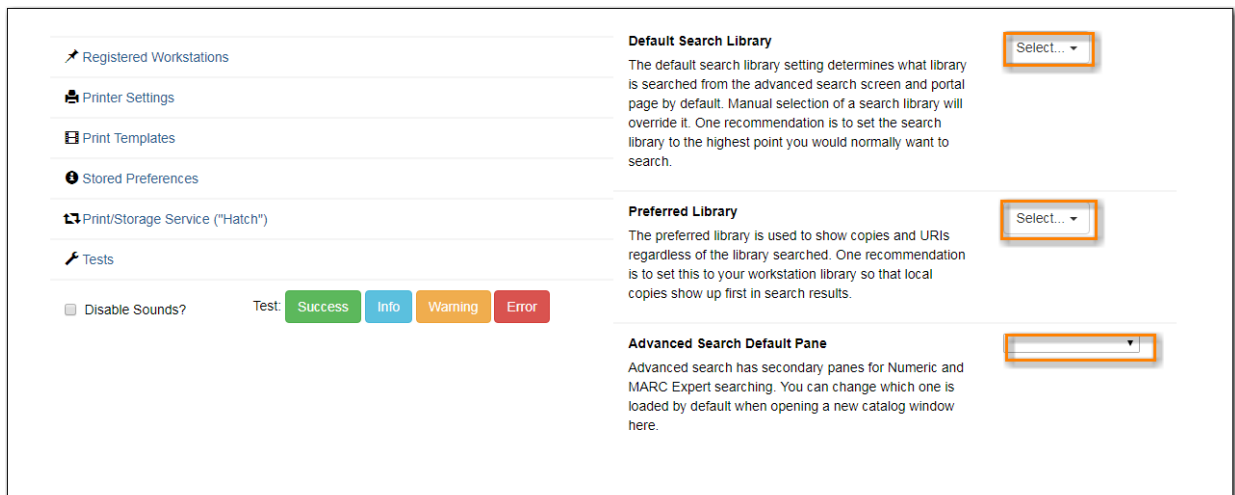 Registered Workstations
Printer Settings
Print Templates
Stored Preferences
Print/Storage Service ("Hatch")
Tests
Disable Sounds?
Test: Success Info Warning Error
Default Search Library
The default search library setting determines what library
is searched from the advanced search screen and portal
page by default. Manual selection of a search library will
override it. One recommendation is to set the search
library to the highest point you would normally want to
search.
Select...
Preferred Library
The preferred library is used to show copies and URIs
regardless of the library searched. One recommendation
is to set this to your workstation library so that local
copies show up first in search results.
Select...
Advanced Search Default Pane
Advanced search has secondary panes for Numeric and
MARC Expert searching. You can change which one is
loaded by default when opening a new catalog window
here.